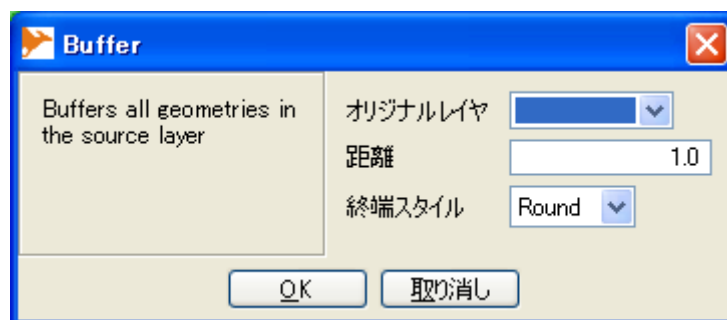 Buffer
Buffers all geometries in
the source layer
オリジナルレイヤ
距離 1.0
終端スタイル Round
OK 取り消し